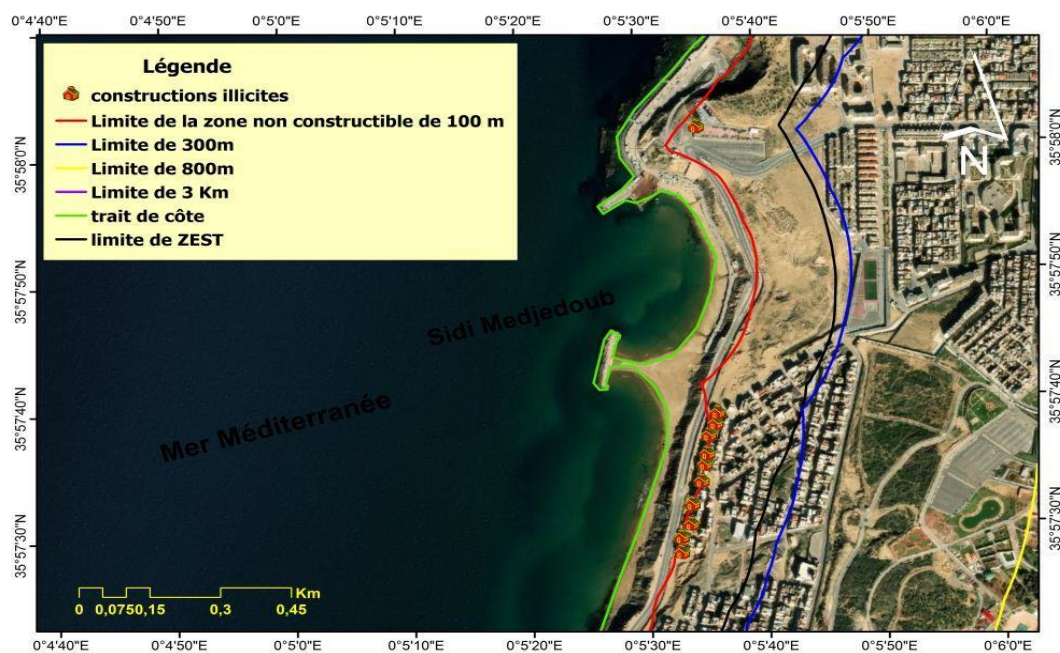 0°4'40"E 0°4'50"E 0°5'0"E 0°5'10"E 0°5'20"E 0°5'30"E 0°5'40"E 0°5'50"E 0°6'0"E
Légende
constructions illicites
Limite de la zone non constructible de 100 m
Limite de 300m
Limite de 800m
Limite de 3 Km
trait de côte
limite de ZEST
N
35°58'0"N
35°57'50"N
35°57'40"N
35°57'30"N
35°58'0"N
35°57'50"N
35°57'40"N
35°57'30"N
Sidi Medjedoub
Mer Méditerranée
Km
0 0,0750,15 0,3 0,45
0°4'40"E 0°4'50"E 0°5'0"E 0°5'10"E 0°5'20"E 0°5'30"E 0°5'40"E 0°5'50"E 0°6'0"E